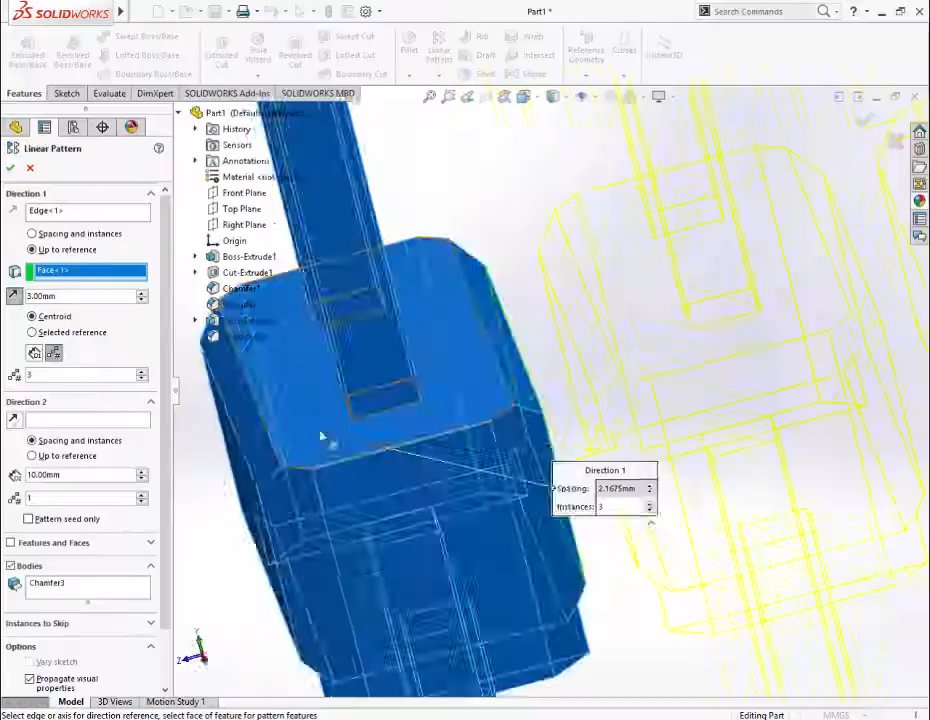 SOLIDWORKS
Part1 *
Search Commands
Extruded Boss/Base
Revolved Boss/Base
Swept Boss/Base
Lofted Boss/Base
Boundary Boss/Base
Extruded Cut
Hole Wizard
Revolved Cut
Swept Cut
Lofted Cut
Boundary Cut
Fillet
Linear Pattern
Rib
Draft
Shell
Wrap
Intersect
Mirror
Reference Geometry
Curves
Instant3D
Features
Sketch
Evaluate
DimXpert
SOLIDWORKS Add-Ins
SOLIDWORKS MBD
Linear Pattern
Direction 1
Edge<1>
Spacing and instances
Up to reference
Face<1>
3.00mm
Centroid
Selected reference
3
Direction 2
Spacing and instances
Up to reference
10.00mm
1
Pattern seed only
Features and Faces
Bodies
Chamfer3
Instances to Skip
Options
Vary sketch
Propagate visual
properties
Part1 (Default
History
Sensors
Annotations
Material <not
Front Plane
Top Plane
Right Plane
Origin
Boss-Extrude1
Cut-Extrude1
Chamfer1
Direction 1
Spacing: 2.1675mm
Instances: 3
Y
Z
Model
3D Views
Motion Study 1
Select edge or axis for direction reference, select face of feature for pattern features
Editing Part
MMGS